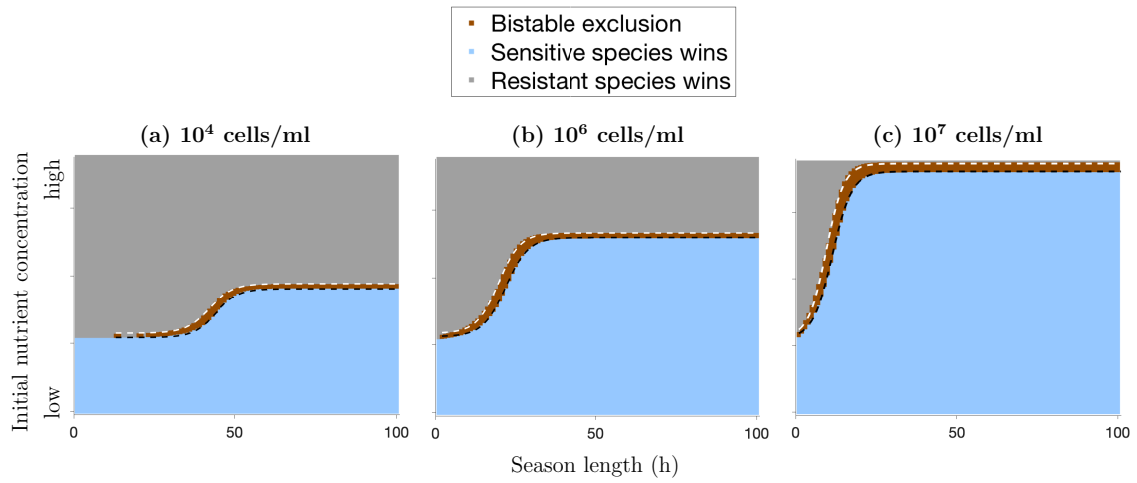 Bistable exclusion
Sensitive species wins
Resistant species wins
(a) 10⁴ cells/ml
(b) 10⁶ cells/ml
(c) 10⁷ cells/ml
Initial nutrient concentration
high
low
0
50
100
0
50
100
0
50
100
Season length (h)